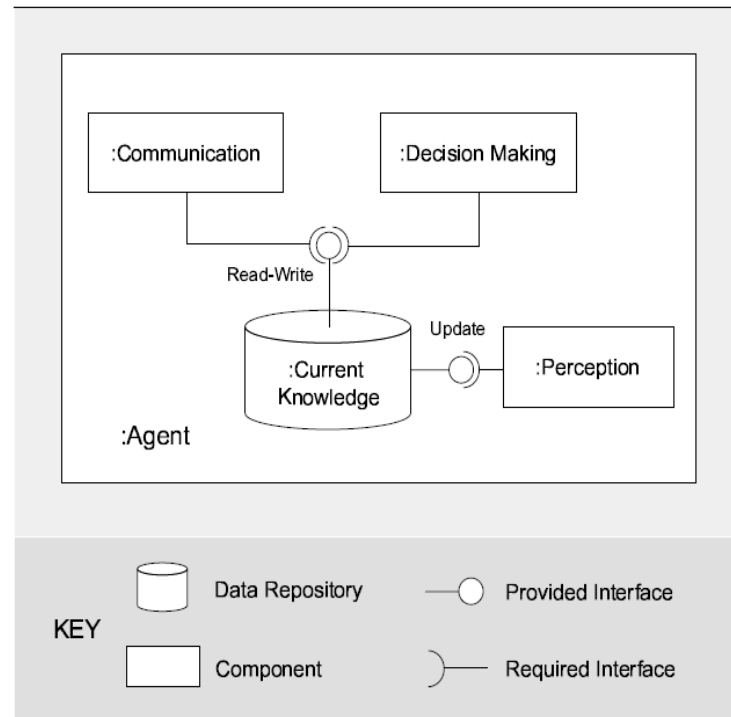 :Communication
:Decision Making
Read-Write
Update
:Current
Knowledge
:Perception
:Agent
KEY
Data Repository
Provided Interface
Component
Required Interface